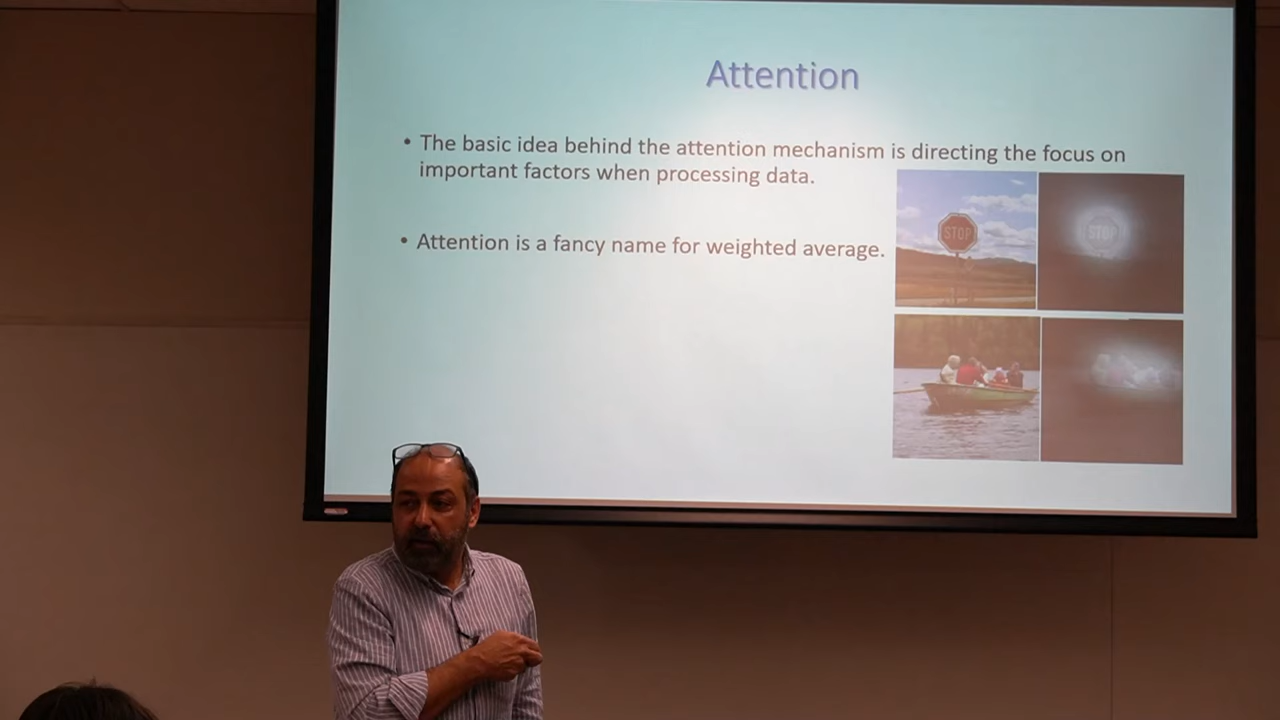 Attention
• The basic idea behind the attention mechanism is directing the focus on
important factors when processing data.
• Attention is a fancy name for weighted average.
STOP
STOP